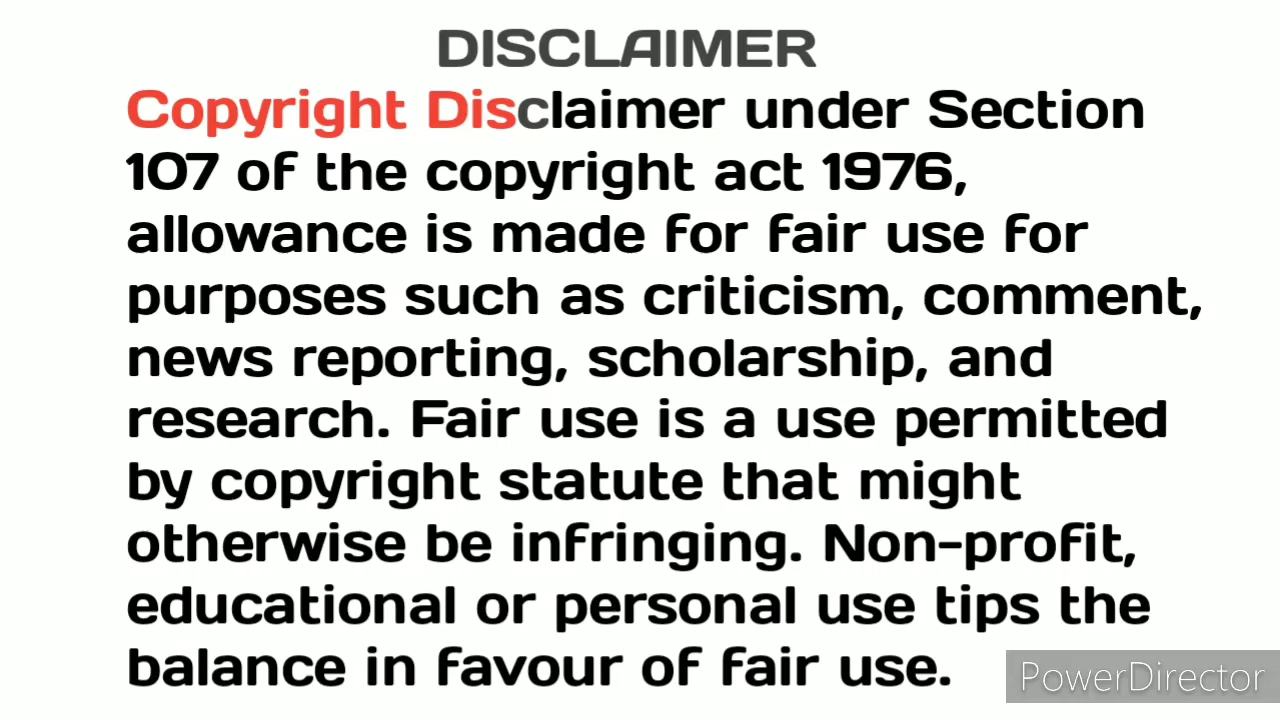 DISCLAIMER
Copyright Disclaimer under Section
107 of the copyright act 1976,
allowance is made for fair use for
purposes such as criticism, comment,
news reporting, scholarship, and
research. Fair use is a use permitted
by copyright statute that might
otherwise be infringing. Non-profit,
educational or personal use tips the
balance in favour of fair use.
PowerDirector